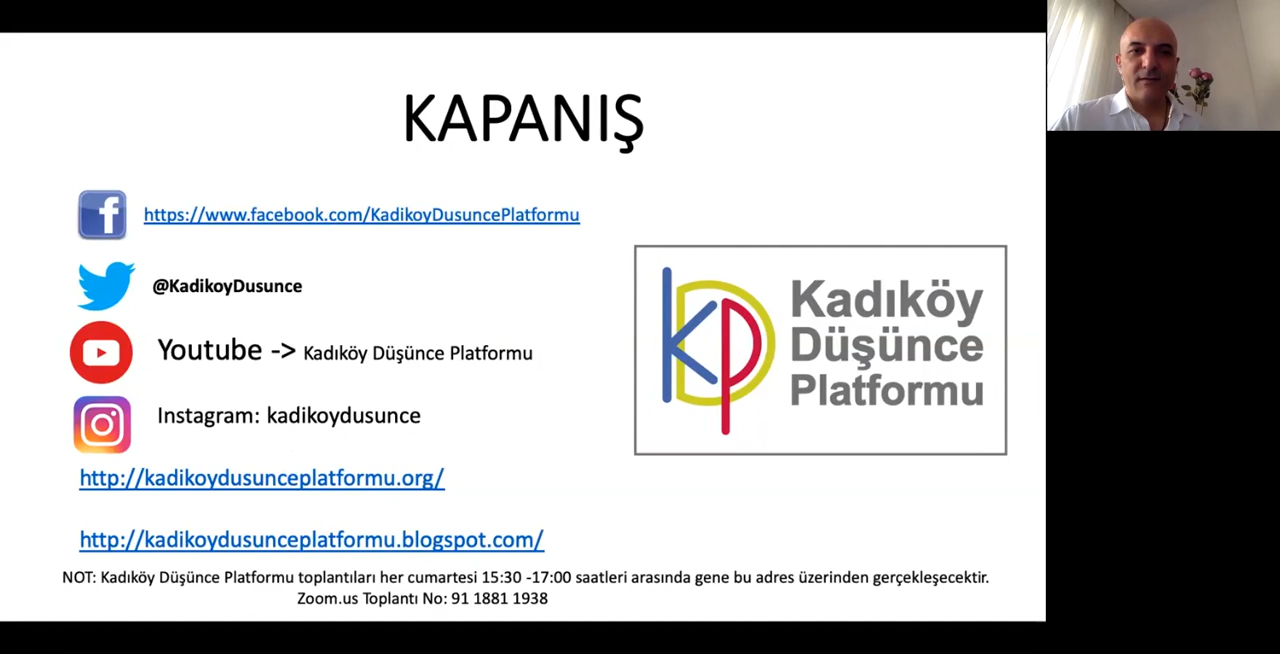 KAPANIŞ
https://www.facebook.com/KadikoyDusuncePlatformu
@KadikoyDusunce
Youtube -> Kadıköy Düşünce Platformu
Instagram: kadikoydusunce
http://kadikoydusunceplatformu.org/
http://kadikoydusunceplatformu.blogspot.com/
KDP
Kadıköy
Düşünce
Platformu
NOT: Kadıköy Düşünce Platformu toplantıları her cumartesi 15:30 -17:00 saatleri arasında gene bu adres üzerinden gerçekleşecektir.
Zoom.us Toplantı No: 91 1881 1938